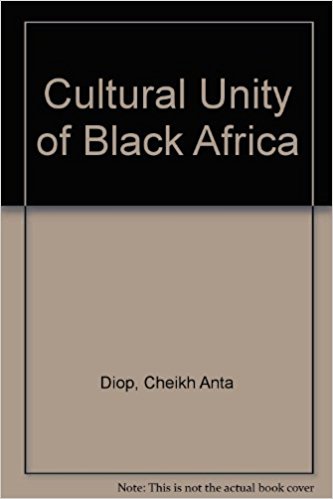 Cultural Unity
of Black Africa
Diop, Cheikh Anta
Note: This is not the actual book cover